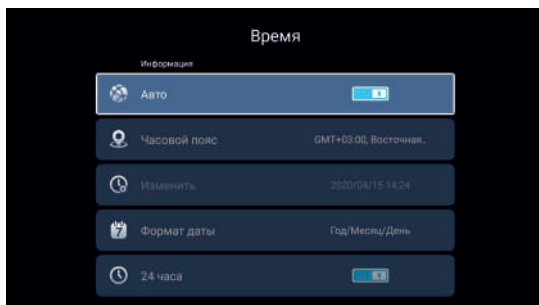 Время
Информация
Авто
Часовой пояс GMT+03:00, Восточная..
Изменить 2020/04/15 14:24
7 Формат даты Год/Месяц/День
24 часа